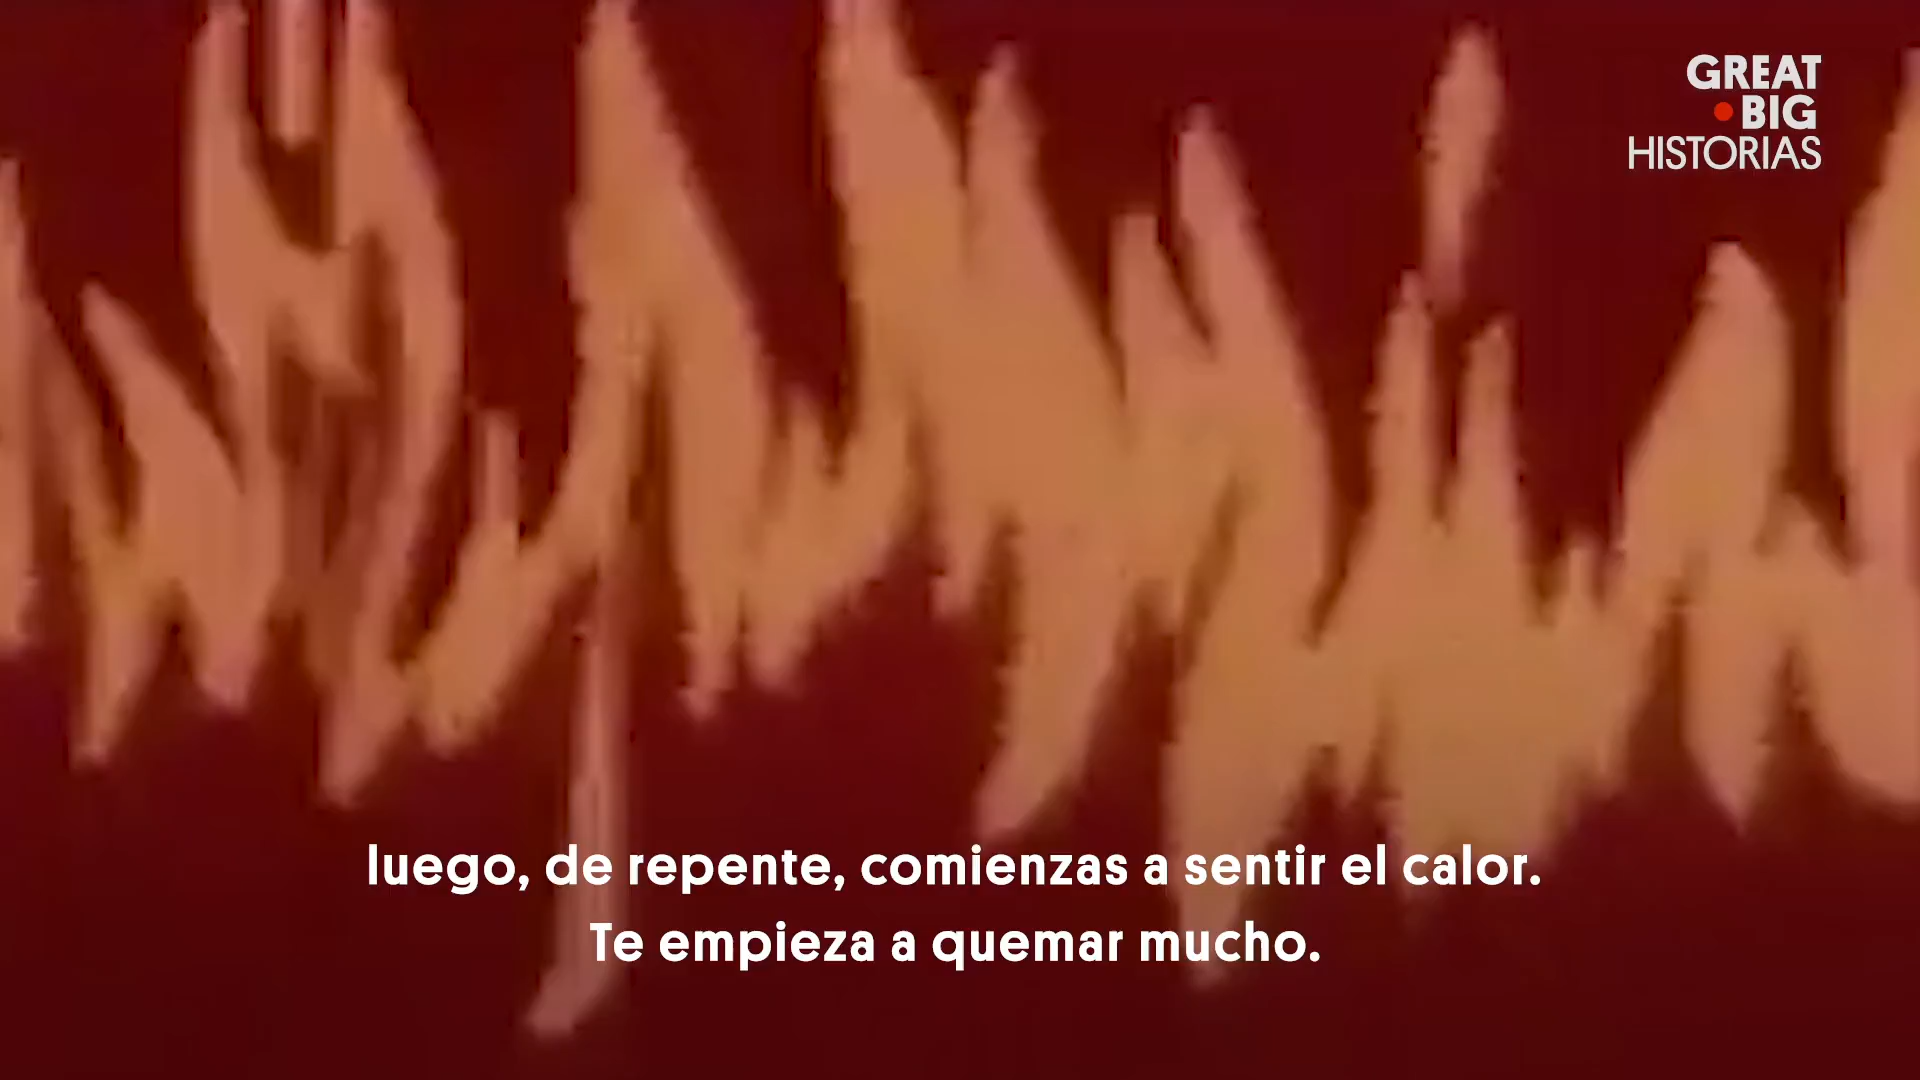 GREAT
BIG
HISTORIAS
luego, de repente, comienzas a sentir el calor.
Te empieza a quemar mucho.